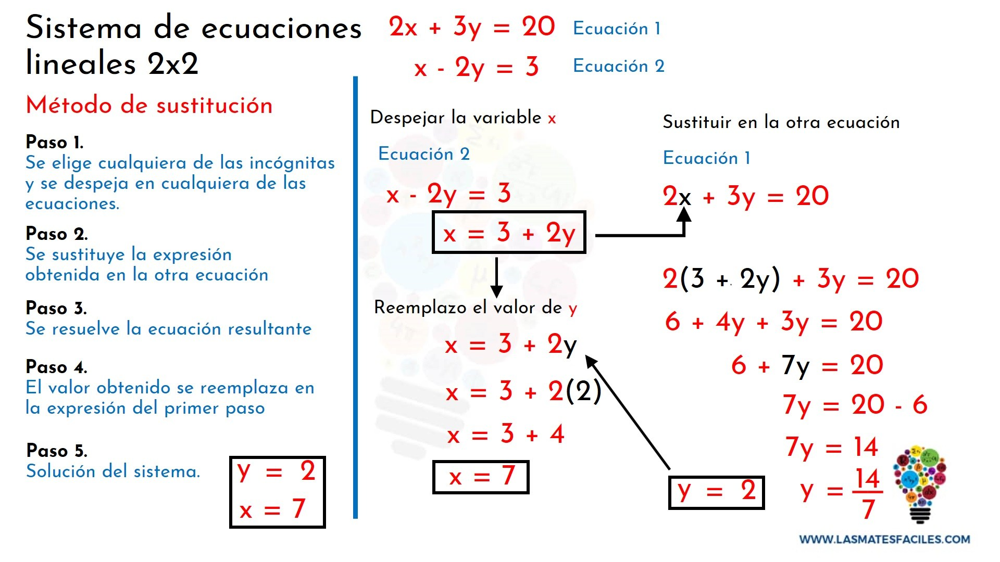 Sistema de ecuaciones
lineales 2x2
Método de sustitución
Paso 1.
Se elige cualquiera de las incógnitas
y se despeja en cualquiera de las
ecuaciones.
Paso 2.
Se sustituye la expresión
obtenida en la otra ecuación
Paso 3.
Se resuelve la ecuación resultante
Paso 4.
El valor obtenido se reemplaza en
la expresión del primer paso
Paso 5.
Solución del sistema.
y = 2
x = 7
2x + 3y = 20 Ecuación 1
x - 2y = 3 Ecuación 2
Despejar la variable x
Ecuación 2
x - 2y = 3
x = 3 + 2y
Reemplazo el valor de y
x = 3 + 2y
x = 3 + 2(2)
x = 3 + 4
x = 7
Sustituir en la otra ecuación
Ecuación 1
2x + 3y = 20
2(3 + 2y) + 3y = 20
6 + 4y + 3y = 20
6 + 7y = 20
7y = 20 - 6
7y = 14
y = 14/7
y = 2
WWW.LASMATESFACILES.COM